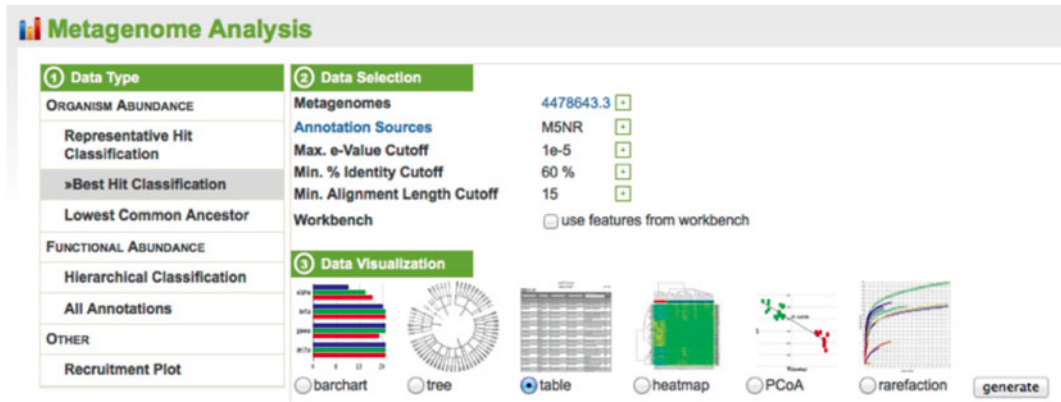 Metagenome Analysis
1 Data Type
ORGANISM ABUNDANCE
Representative Hit
Classification
»Best Hit Classification
Lowest Common Ancestor
FUNCTIONAL ABUNDANCE
Hierarchical Classification
All Annotations
OTHER
Recruitment Plot
2 Data Selection
Metagenomes 4478643.3 +
Annotation Sources M5NR +
Max. e-Value Cutoff 1e-5 +
Min. % Identity Cutoff 60 % +
Min. Alignment Length Cutoff 15 +
Workbench use features from workbench
3 Data Visualization
barchart tree table heatmap PCoA rarefaction generate